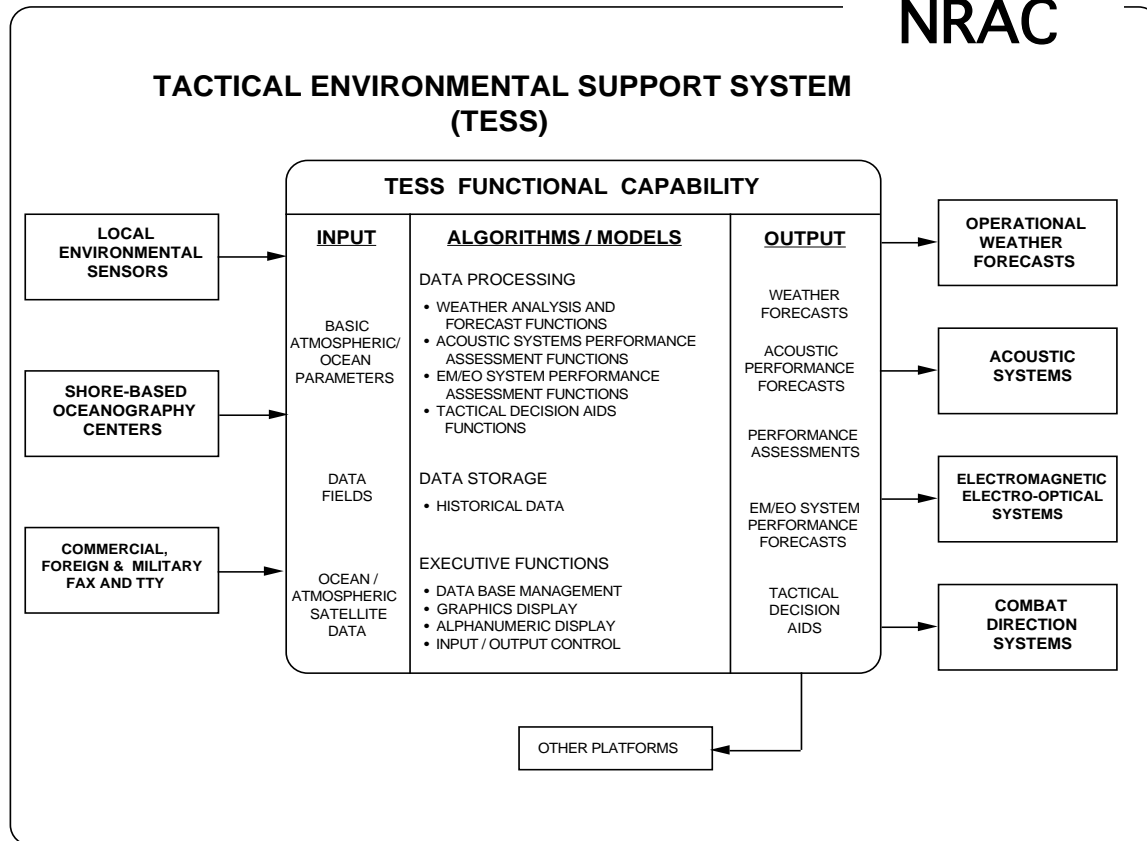 NRAC
TACTICAL ENVIRONMENTAL SUPPORT SYSTEM
(TESS)
TESS FUNCTIONAL CAPABILITY
LOCAL
ENVIRONMENTAL
SENSORS
SHORE-BASED
OCEANOGRAPHY
CENTERS
COMMERCIAL,
FOREIGN & MILITARY
FAX AND TTY
INPUT
BASIC
ATMOSPHERIC/
OCEAN
PARAMETERS
DATA
FIELDS
OCEAN /
ATMOSPHERIC
SATELLITE
DATA
ALGORITHMS / MODELS
DATA PROCESSING
• WEATHER ANALYSIS AND
FORECAST FUNCTIONS
• ACOUSTIC SYSTEMS PERFORMANCE
ASSESSMENT FUNCTIONS
• EM/EO SYSTEM PERFORMANCE
ASSESSMENT FUNCTIONS
• TACTICAL DECISION AIDS
FUNCTIONS
DATA STORAGE
• HISTORICAL DATA
EXECUTIVE FUNCTIONS
• DATA BASE MANAGEMENT
• GRAPHICS DISPLAY
• ALPHANUMERIC DISPLAY
• INPUT / OUTPUT CONTROL
OUTPUT
WEATHER
FORECASTS
ACOUSTIC
PERFORMANCE
FORECASTS
PERFORMANCE
ASSESSMENTS
EM/EO SYSTEM
PERFORMANCE
FORECASTS
TACTICAL
DECISION
AIDS
OPERATIONAL
WEATHER
FORECASTS
ACOUSTIC
SYSTEMS
ELECTROMAGNETIC
ELECTRO-OPTICAL
SYSTEMS
COMBAT
DIRECTION
SYSTEMS
OTHER PLATFORMS